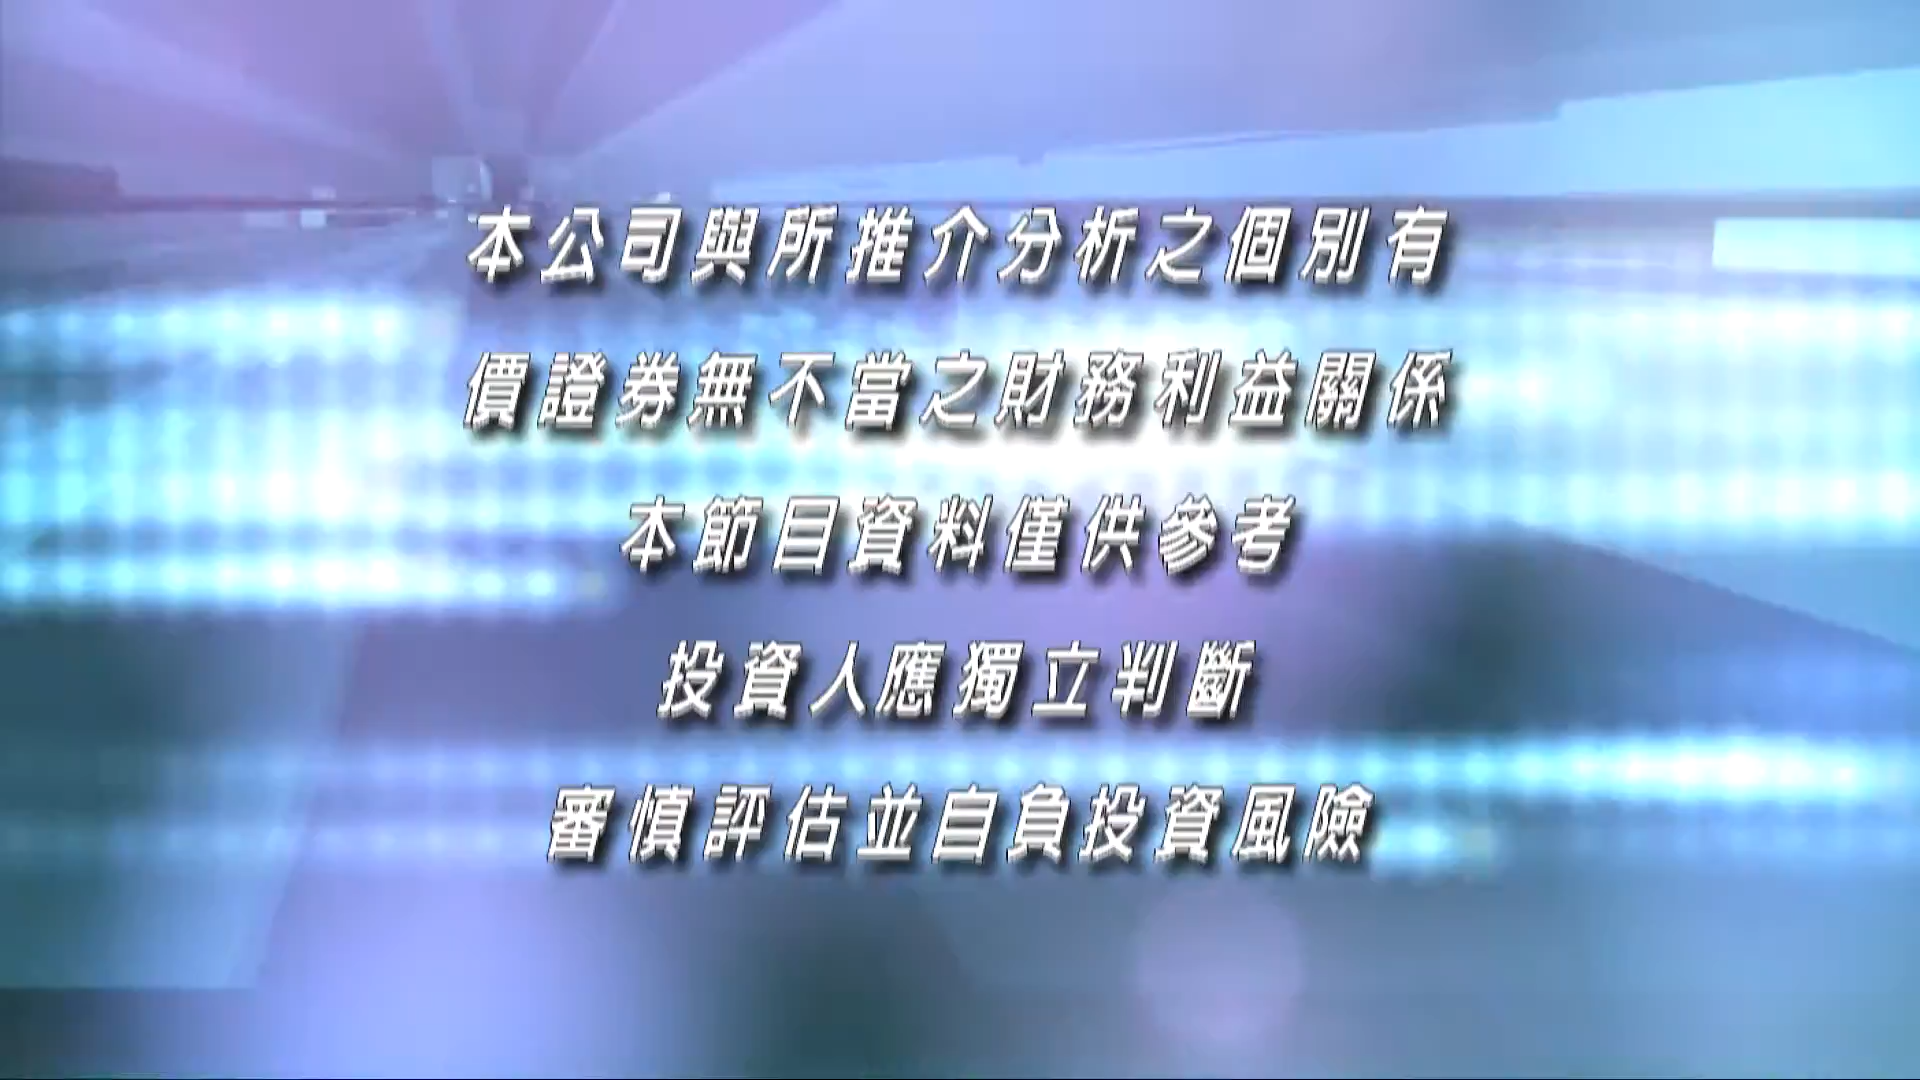 本公司與所推介分析之個別有
價證券無不當之財務利益關係
本節目資料僅供參考
投資人應獨立判斷
審慎評估並自負投資風險